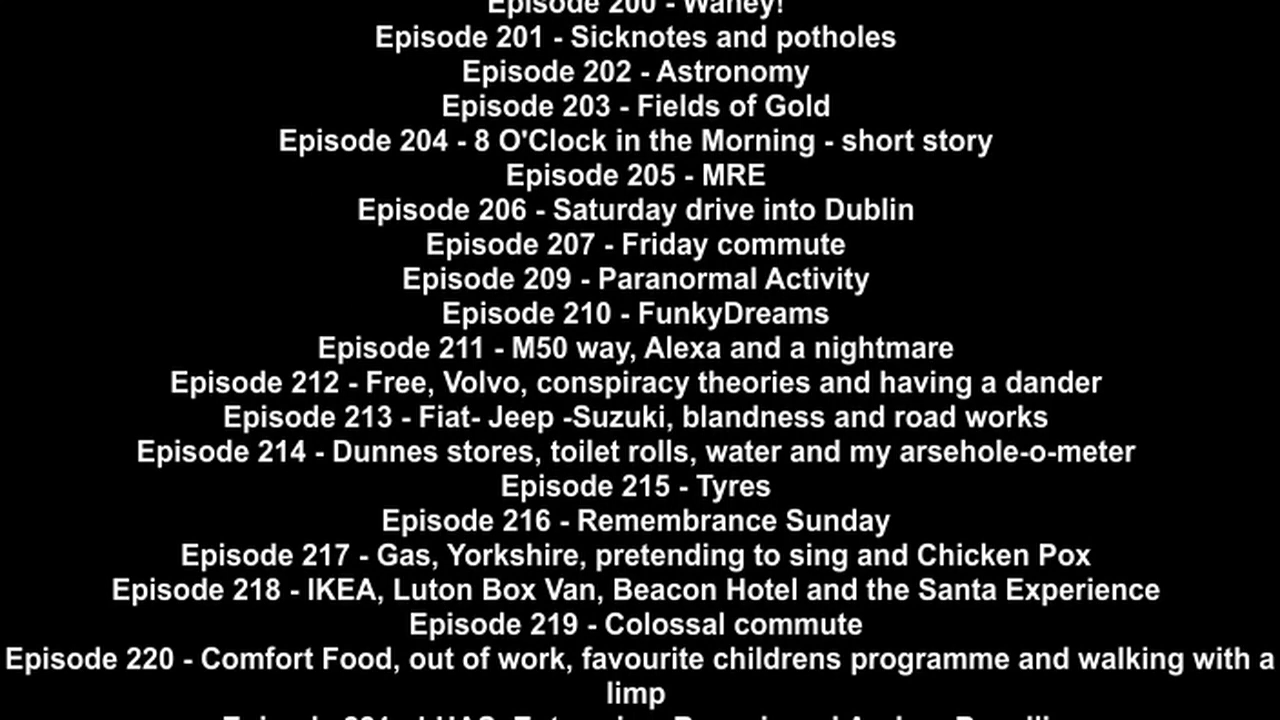 Episode 200 - Wahey!
Episode 201 - Sicknotes and potholes
Episode 202 - Astronomy
Episode 203 - Fields of Gold
Episode 204 - 8 O'Clock in the Morning - short story
Episode 205 - MRE
Episode 206 - Saturday drive into Dublin
Episode 207 - Friday commute
Episode 209 - Paranormal Activity
Episode 210 - FunkyDreams
Episode 211 - M50 way, Alexa and a nightmare
Episode 212 - Free, Volvo, conspiracy theories and having a dander
Episode 213 - Fiat- Jeep -Suzuki, blandness and road works
Episode 214 - Dunnes stores, toilet rolls, water and my arsehole-o-meter
Episode 215 - Tyres
Episode 216 - Remembrance Sunday
Episode 217 - Gas, Yorkshire, pretending to sing and Chicken Pox
Episode 218 - IKEA, Luton Box Van, Beacon Hotel and the Santa Experience
Episode 219 - Colossal commute
Episode 220 - Comfort Food, out of work, favourite childrens programme and walking with a
limp
Episode 221